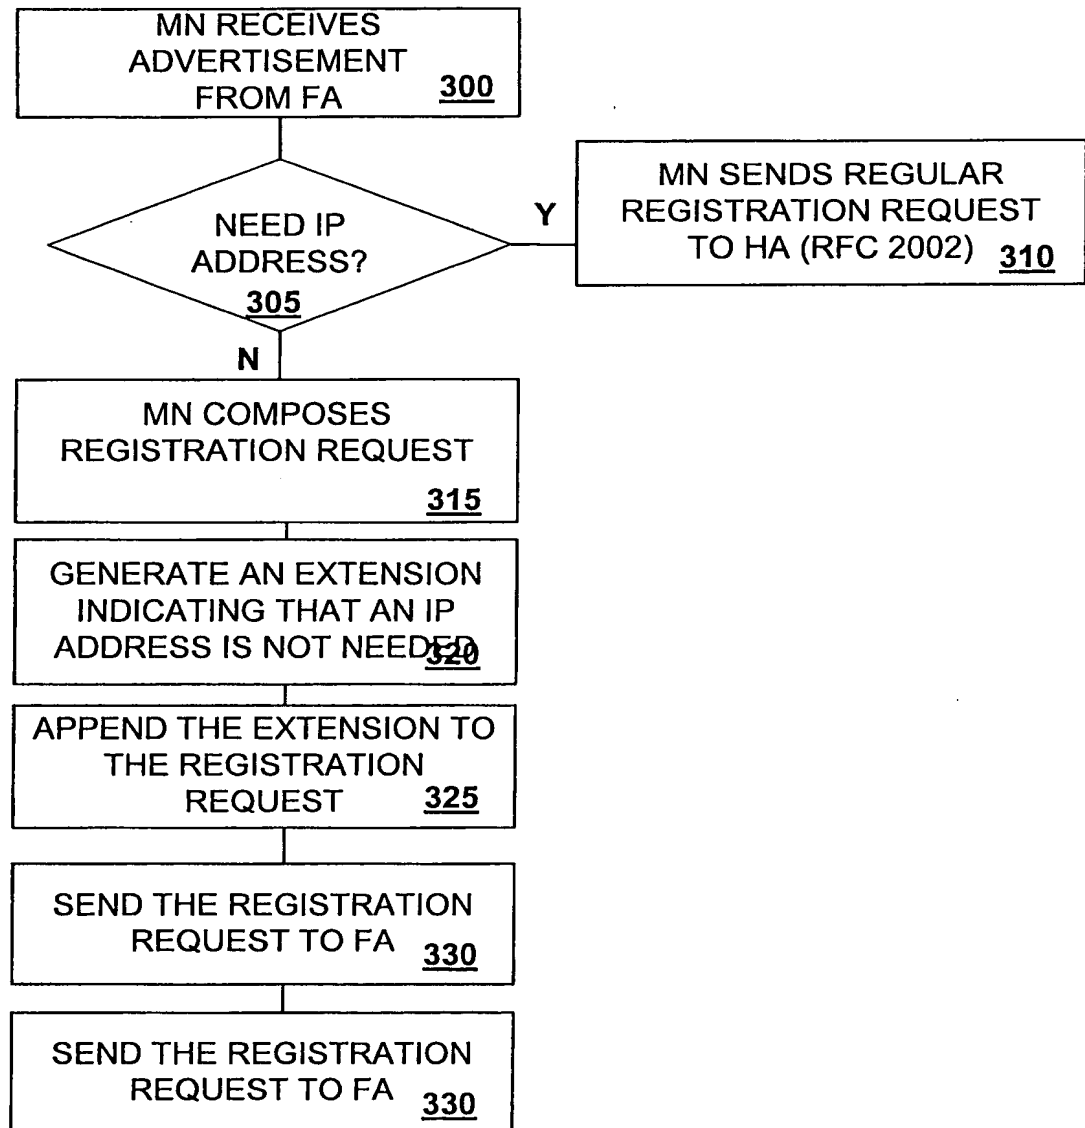 MN RECEIVES
ADVERTISEMENT
FROM FA
300
NEED IP
ADDRESS?
305
Y
MN SENDS REGULAR
REGISTRATION REQUEST
TO HA (RFC 2002)
310
N
MN COMPOSES
REGISTRATION REQUEST
315
GENERATE AN EXTENSION
INDICATING THAT AN IP
ADDRESS IS NOT NEEDED
320
APPEND THE EXTENSION TO
THE REGISTRATION
REQUEST
325
SEND THE REGISTRATION
REQUEST TO FA
330
SEND THE REGISTRATION
REQUEST TO FA
330